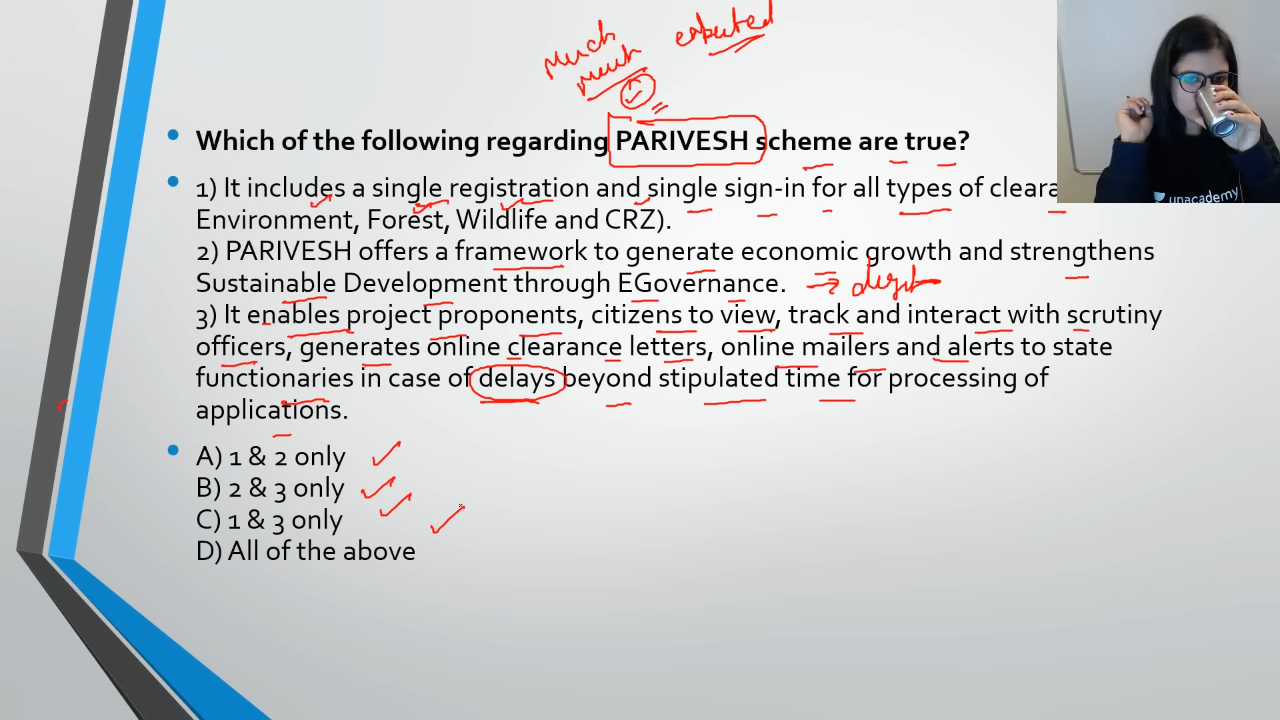 Much
much
expected
Which of the following regarding PARIVESH scheme are true?
1) It includes a single registration and single sign-in for all types of
Environment, Forest, Wildlife and CRZ).
2) PARIVESH offers a framework to generate economic growth and strengthens
Sustainable Development through EGovernance.
3) It enables project proponents, citizens to view, track and interact with scrutiny
officers, generates online clearance letters, online mailers and alerts to state
functionaries in case of delays beyond stipulated time for processing of
applications.
A) 1 & 2 only
B) 2 & 3 only
C) 1 & 3 only
D) All of the above
unacademy